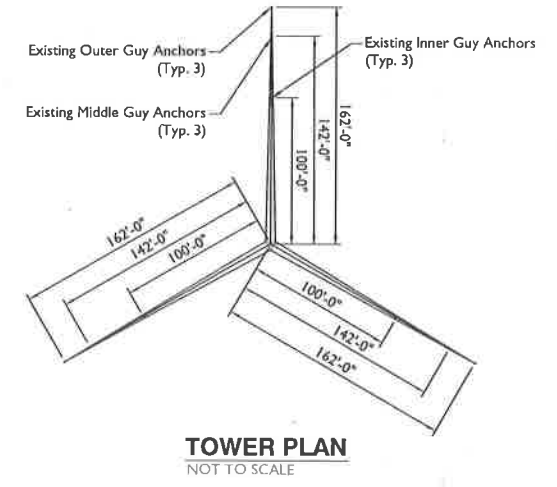 Existing Outer Guy Anchors
(Typ. 3)
Existing Inner Guy Anchors
(Typ. 3)
Existing Middle Guy Anchors
(Typ. 3)
162'-0"
142'-0"
100'-0"
162'-0"
142'-0"
100'-0"
100'-0"
142'-0"
162'-0"
TOWER PLAN
NOT TO SCALE